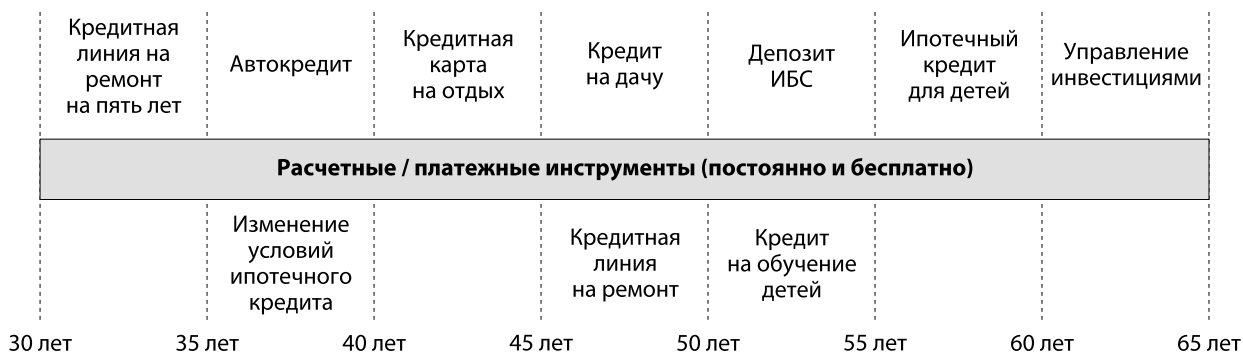 Кредитная
линия на
ремонт
на пять лет
Автокредит
Кредитная
карта
на отдых
Кредит
на дачу
Депозит
ИБС
Ипотечный
кредит
для детей
Управление
инвестициями
Расчетные / платежные инструменты (постоянно и бесплатно)
Изменение
условий
ипотечного
кредита
Кредитная
линия
на ремонт
Кредит
на обучение
детей
30 лет
35 лет
40 лет
45 лет
50 лет
55 лет
60 лет
65 лет